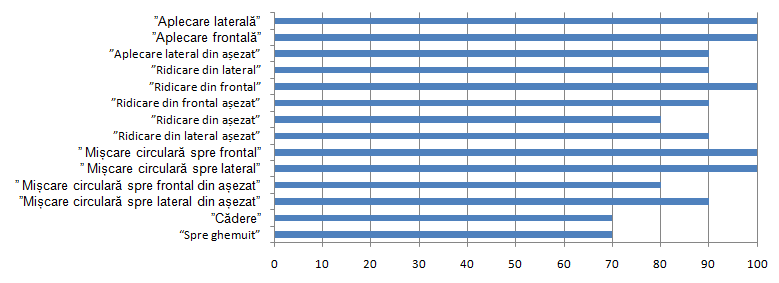 ”Aplecare laterală”
”Aplecare frontală”
”Aplecare lateral din așezat”
”Ridicare din lateral”
”Ridicare din frontal”
”Ridicare din frontal așezat”
”Ridicare din așezat”
”Ridicare din lateral așezat”
” Mișcare circulară spre frontal”
” Mișcare circulară spre lateral”
” Mișcare circulară spre frontal din așezat”
”Mișcare circulară spre lateral din așezat”
”Cădere”
“Spre ghemuit”
0 10 20 30 40 50 60 70 80 90 100